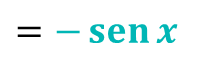 = − sen x